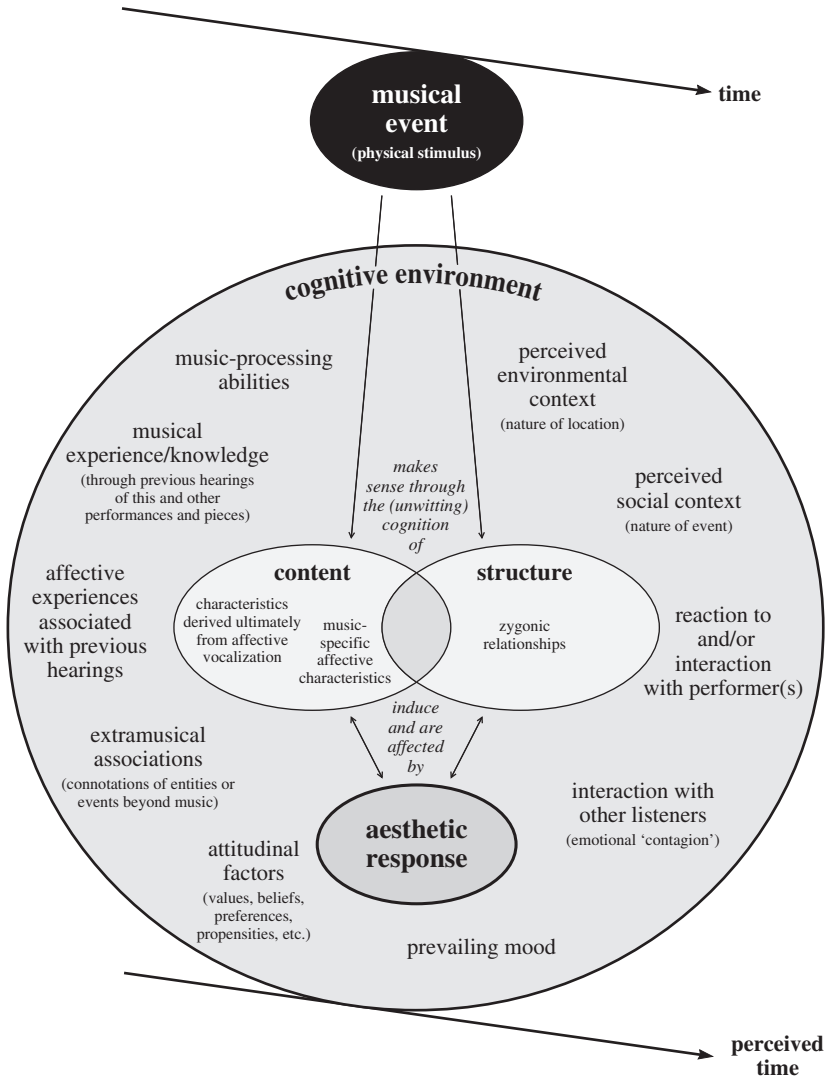 time
musical
event
(physical stimulus)
cognitive environment
music-processing
abilities
perceived
environmental
context
(nature of location)
musical
experience/knowledge
(through previous hearings
of this and other
performances and pieces)
makes
sense through
the (unwitting)
cognition
of
perceived
social context
(nature of event)
affective
experiences
associated
with previous
hearings
content
characteristics
derived ultimately
from affective
vocalization
music-
specific
affective
characteristics
structure
zygonic
relationships
reaction to
and/or
interaction
with performer(s)
induce
and are
affected
by
extramusical
associations
(connotations of entities or
events beyond music)
interaction with
other listeners
(emotional ‘contagion’)
aesthetic
response
attitudinal
factors
(values, beliefs,
preferences,
propensities, etc.)
prevailing mood
perceived
time